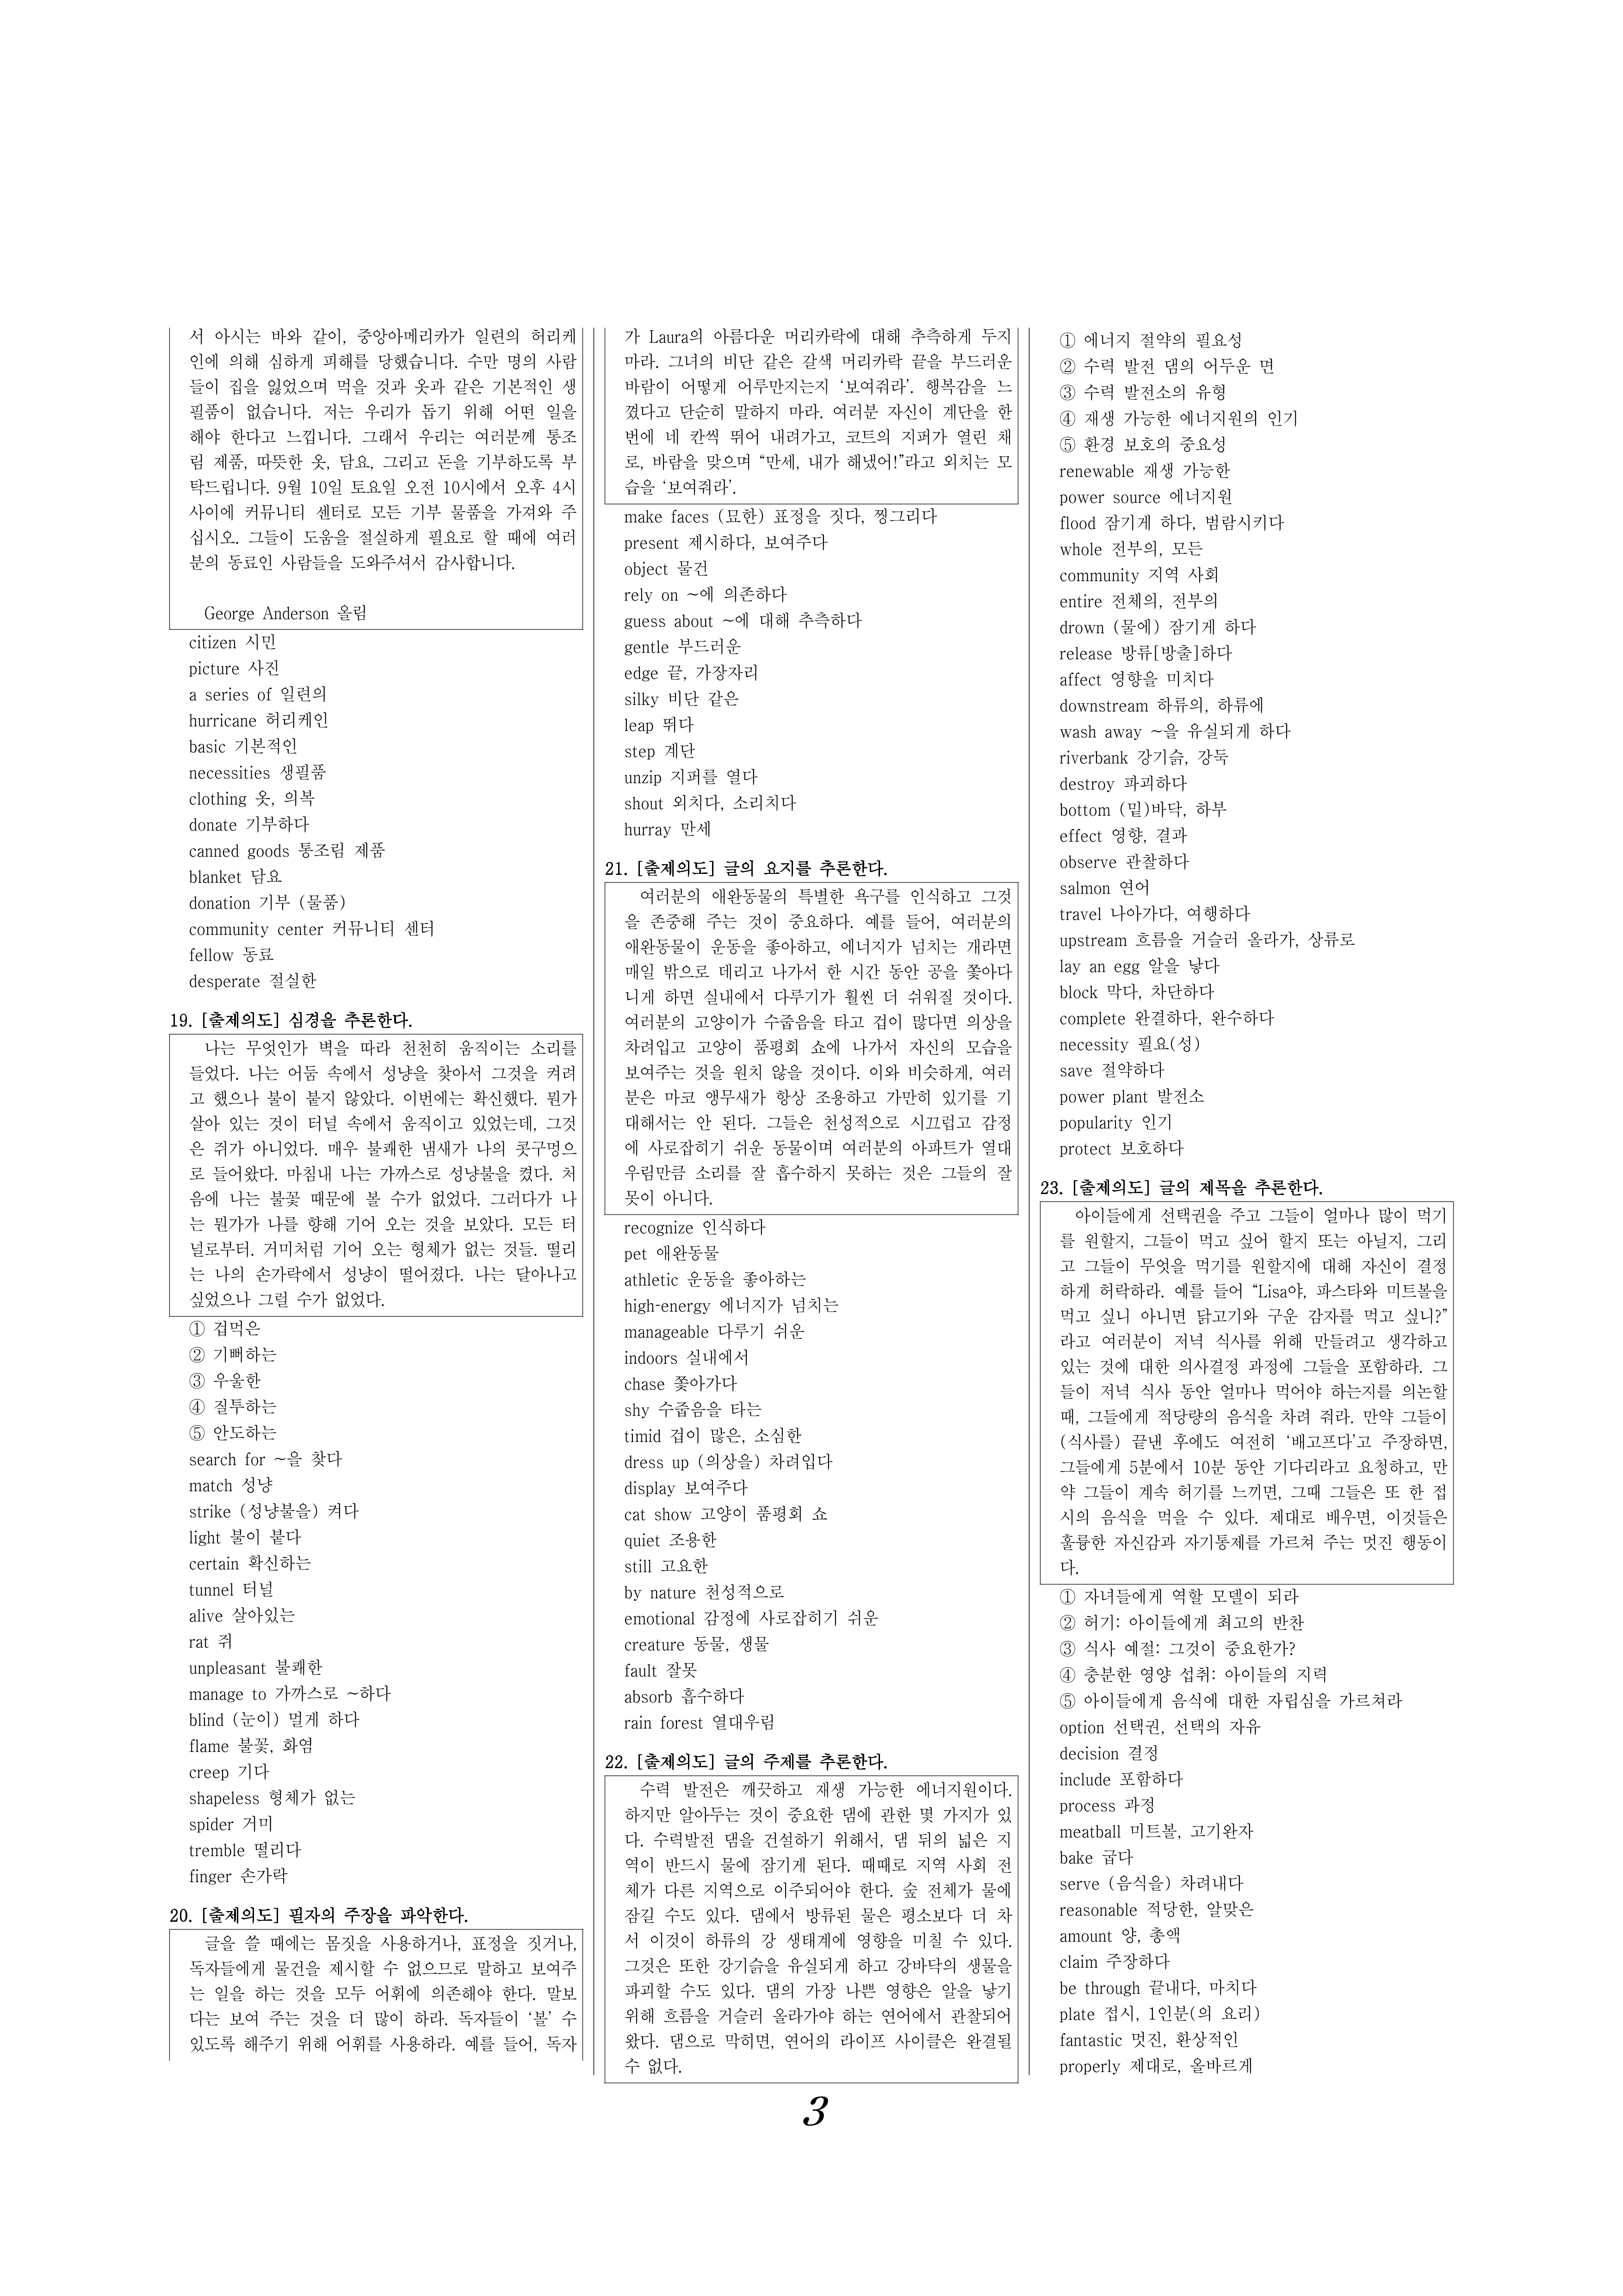 서 아시는 바와 같이, 중앙아메리카가 일련의 허리케
인에 의해 심하게 피해를 당했습니다. 수만 명의 사람
들이 집을 잃었으며 먹을 것과 옷과 같은 기본적인 생
필품이 없습니다. 저는 우리가 돕기 위해 어떤 일을
해야 한다고 느낍니다. 그래서 우리는 여러분께 통조
림 제품, 따뜻한 옷, 담요, 그리고 돈을 기부하도록 부
탁드립니다. 9월 10일 토요일 오전 10시에서 오후 4시
사이에 커뮤니티 센터로 모든 기부 물품을 가져와 주
십시오. 그들이 도움을 절실하게 필요로 할 때에 여러
분의 동료인 사람들을 도와주셔서 감사합니다.
George Anderson 올림
citizen 시민
picture 사진
a series of 일련의
hurricane 허리케인
basic 기본적인
necessities 생필품
clothing 옷, 의복
donate 기부하다
canned goods 통조림 제품
blanket 담요
donation 기부 (물품)
community center 커뮤니티 센터
fellow 동료
desperate 절실한
19. [출제의도] 심경을 추론한다.
나는 무엇인가 벽을 따라 천천히 움직이는 소리를
들었다. 나는 어둠 속에서 성냥을 찾아서 그것을 켜려
고 했으나 불이 붙지 않았다. 이번에는 확신했다. 뭔가
살아 있는 것이 터널 속에서 움직이고 있었는데, 그것
은 쥐가 아니었다. 매우 불쾌한 냄새가 나의 콧구멍으
로 들어왔다. 마침내 나는 가까스로 성냥불을 켰다. 처
음에 나는 불꽃 때문에 볼 수가 없었다. 그러다가 나
는 뭔가가 나를 향해 기어 오는 것을 보았다. 모든 터
널로부터. 거미처럼 기어 오는 형체가 없는 것들. 떨리
는 나의 손가락에서 성냥이 떨어졌다. 나는 달아나고
싶었으나 그럴 수가 없었다.
① 겁먹은
② 기뻐하는
③ 우울한
④ 질투하는
⑤ 안도하는
search for ~을 찾다
match 성냥
strike (성냥불을) 켜다
light 불이 붙다
certain 확신하는
tunnel 터널
alive 살아있는
rat 쥐
unpleasant 불쾌한
manage to 가까스로 ~하다
blind (눈이) 멀게 하다
flame 불꽃, 화염
creep 기다
shapeless 형체가 없는
spider 거미
tremble 떨리다
finger 손가락
20. [출제의도] 필자의 주장을 파악한다.
글을 쓸 때에는 몸짓을 사용하거나, 표정을 짓거나,
독자들에게 물건을 제시할 수 없으므로 말하고 보여주
는 일을 하는 것을 모두 어휘에 의존해야 한다. 말보
다는 보여 주는 것을 더 많이 하라. 독자들이 ‘볼’ 수
있도록 해주기 위해 어휘를 사용하라. 예를 들어, 독자
가 Laura의 아름다운 머리카락에 대해 추측하게 두지
마라. 그녀의 비단 같은 갈색 머리카락 끝을 부드러운
바람이 어떻게 어루만지는지 ‘보여줘라’. 행복감을 느
꼈다고 단순히 말하지 마라. 여러분 자신이 계단을 한
번에 네 칸씩 뛰어 내려가고, 코트의 지퍼가 열린 채
로, 바람을 맞으며 “만세, 내가 해냈어!”라고 외치는 모
습을 ‘보여줘라’.
make faces (묘한) 표정을 짓다, 찡그리다
present 제시하다, 보여주다
object 물건
rely on ~에 의존하다
guess about ~에 대해 추측하다
gentle 부드러운
edge 끝, 가장자리
silky 비단 같은
leap 뛰다
step 계단
unzip 지퍼를 열다
shout 외치다, 소리치다
hurray 만세
21. [출제의도] 글의 요지를 추론한다.
여러분의 애완동물의 특별한 욕구를 인식하고 그것
을 존중해 주는 것이 중요하다. 예를 들어, 여러분의
애완동물이 운동을 좋아하고, 에너지가 넘치는 개라면
매일 밖으로 데리고 나가서 한 시간 동안 공을 쫓아다
니게 하면 실내에서 다루기가 훨씬 더 쉬워질 것이다.
여러분의 고양이가 수줍음을 타고 겁이 많다면 의상을
차려입고 고양이 품평회 쇼에 나가서 자신의 모습을
보여주는 것을 원치 않을 것이다. 이와 비슷하게, 여러
분은 마코 앵무새가 항상 조용하고 가만히 있기를 기
대해서는 안 된다. 그들은 천성적으로 시끄럽고 감정
에 사로잡히기 쉬운 동물이며 여러분의 아파트가 열대
우림만큼 소리를 잘 흡수하지 못하는 것은 그들의 잘
못이 아니다.
recognize 인식하다
pet 애완동물
athletic 운동을 좋아하는
high-energy 에너지가 넘치는
manageable 다루기 쉬운
indoors 실내에서
chase 쫓아가다
shy 수줍음을 타는
timid 겁이 많은, 소심한
dress up (의상을) 차려입다
display 보여주다
cat show 고양이 품평회 쇼
quiet 조용한
still 고요한
by nature 천성적으로
emotional 감정에 사로잡히기 쉬운
creature 동물, 생물
fault 잘못
absorb 흡수하다
rain forest 열대우림
22. [출제의도] 글의 주제를 추론한다.
수력 발전은 깨끗하고 재생 가능한 에너지원이다.
하지만 알아두는 것이 중요한 댐에 관한 몇 가지가 있
다. 수력발전 댐을 건설하기 위해서, 댐 뒤의 넓은 지
역이 반드시 물에 잠기게 된다. 때때로 지역 사회 전
체가 다른 지역으로 이주되어야 한다. 숲 전체가 물에
잠길 수도 있다. 댐에서 방류된 물은 평소보다 더 차
서 이것이 하류의 강 생태계에 영향을 미칠 수 있다.
그것은 또한 강기슭을 유실되게 하고 강바닥의 생물을
파괴할 수도 있다. 댐의 가장 나쁜 영향은 알을 낳기
위해 흐름을 거슬러 올라가야 하는 연어에서 관찰되어
왔다. 댐으로 막히면, 연어의 라이프 사이클은 완결될
수 없다.
① 에너지 절약의 필요성
② 수력 발전 댐의 어두운 면
③ 수력 발전소의 유형
④ 재생 가능한 에너지원의 인기
⑤ 환경 보호의 중요성
renewable 재생 가능한
power source 에너지원
flood 잠기게 하다, 범람시키다
whole 전부의, 모든
community 지역 사회
entire 전체의, 전부의
drown (물에) 잠기게 하다
release 방류[방출]하다
affect 영향을 미치다
downstream 하류의, 하류에
wash away ~을 유실되게 하다
riverbank 강기슭, 강둑
destroy 파괴하다
bottom (밑)바닥, 하부
effect 영향, 결과
observe 관찰하다
salmon 연어
travel 나아가다, 여행하다
upstream 흐름을 거슬러 올라가, 상류로
lay an egg 알을 낳다
block 막다, 차단하다
complete 완결하다, 완수하다
necessity 필요(성)
save 절약하다
power plant 발전소
popularity 인기
protect 보호하다
23. [출제의도] 글의 제목을 추론한다.
아이들에게 선택권을 주고 그들이 얼마나 많이 먹기
를 원할지, 그들이 먹고 싶어 할지 또는 아닐지, 그리
고 그들이 무엇을 먹기를 원할지에 대해 자신이 결정
하게 허락하라. 예를 들어 “Lisa야, 파스타와 미트볼을
먹고 싶니 아니면 닭고기와 구운 감자를 먹고 싶니?”
라고 여러분이 저녁 식사를 위해 만들려고 생각하고
있는 것에 대한 의사결정 과정에 그들을 포함하라. 그
들이 저녁 식사 동안 얼마나 먹어야 하는지를 의논할
때, 그들에게 적당량의 음식을 차려 줘라. 만약 그들이
(식사를) 끝낸 후에도 여전히 ‘배고프다’고 주장하면,
그들에게 5분에서 10분 동안 기다리라고 요청하고, 만
약 그들이 계속 허기를 느끼면, 그때 그들은 또 한 접
시의 음식을 먹을 수 있다. 제대로 배우면, 이것들은
훌륭한 자신감과 자기통제를 가르쳐 주는 멋진 행동이
다.
① 자녀들에게 역할 모델이 되라
② 허기: 아이들에게 최고의 반찬
③ 식사 예절: 그것이 중요한가?
④ 충분한 영양 섭취: 아이들의 지력
⑤ 아이들에게 음식에 대한 자립심을 가르쳐라
option 선택권, 선택의 자유
decision 결정
include 포함하다
process 과정
meatball 미트볼, 고기완자
bake 굽다
serve (음식을) 차려내다
reasonable 적당한, 알맞은
amount 양, 총액
claim 주장하다
be through 끝내다, 마치다
plate 접시, 1인분(의 요리)
fantastic 멋진, 환상적인
properly 제대로, 올바르게
3